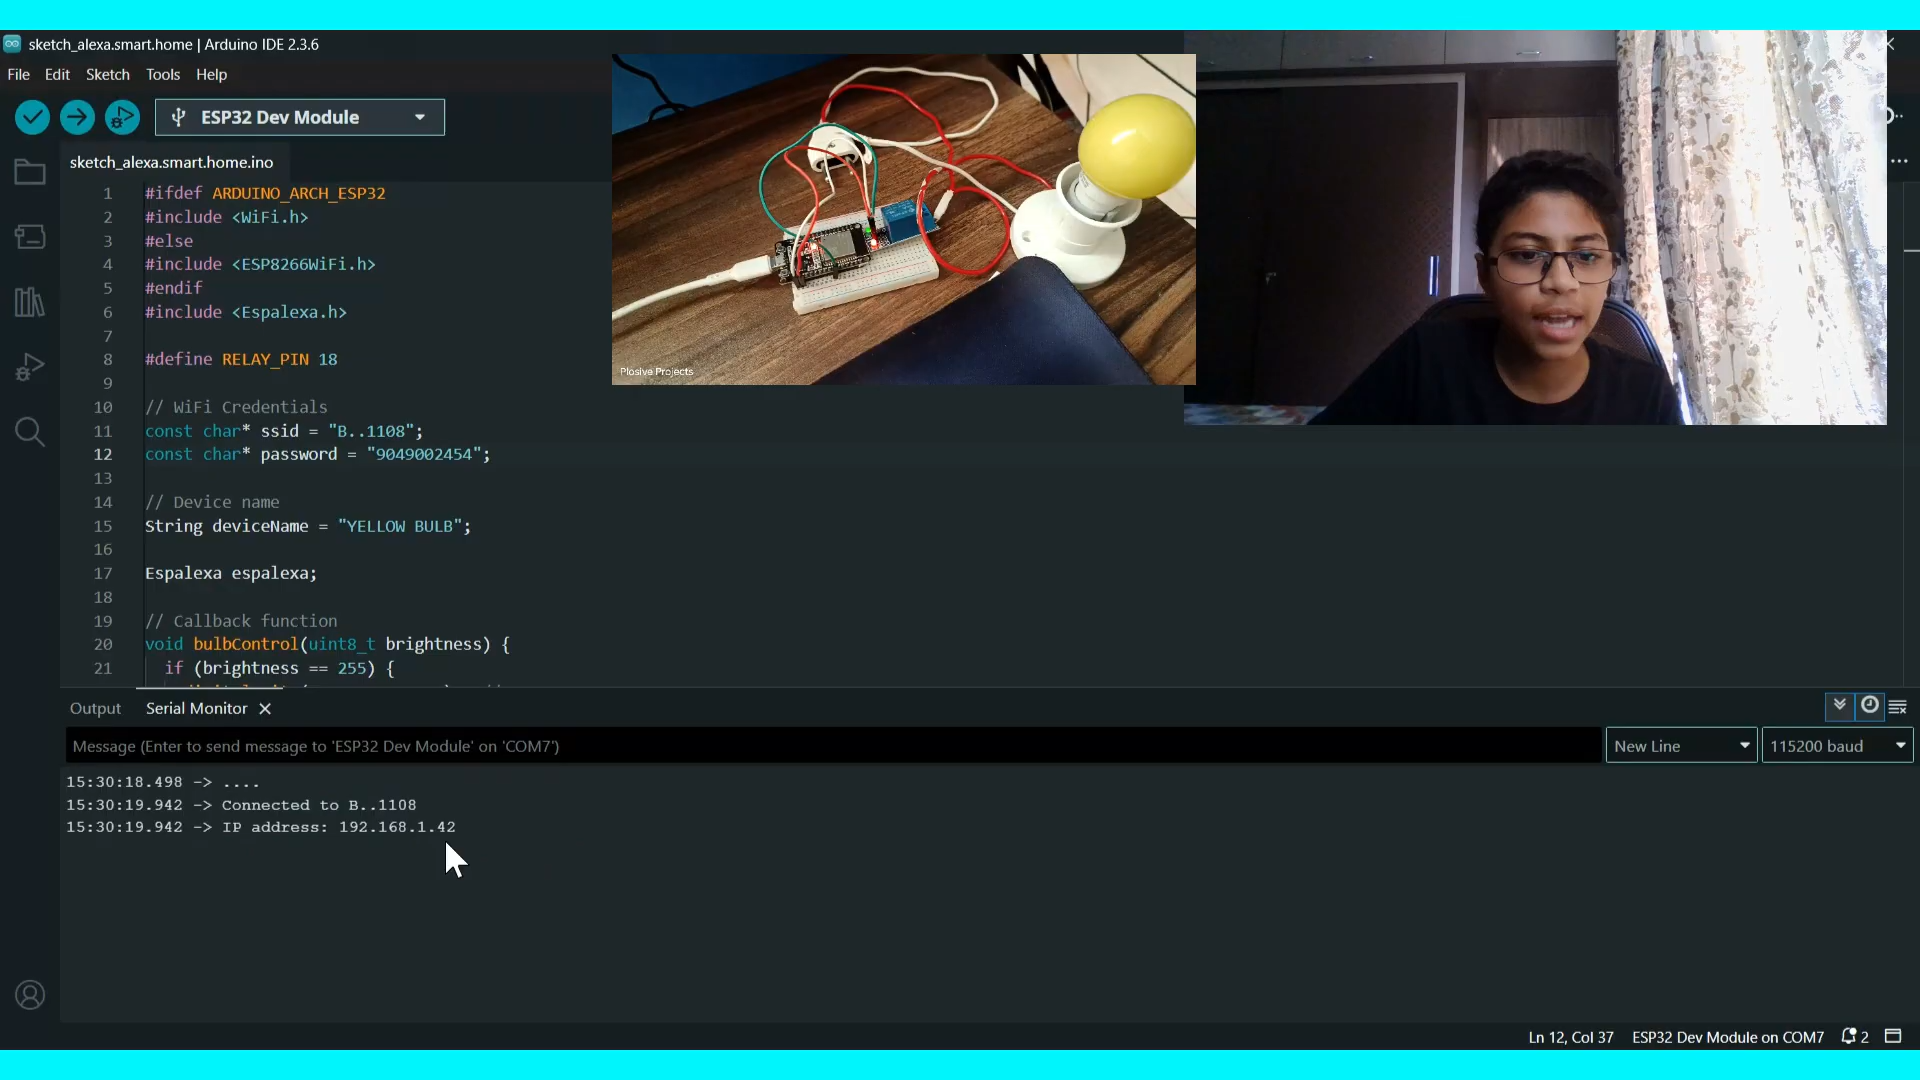 sketch_alexa.smart.home | Arduino IDE 2.3.6
File Edit Sketch Tools Help
ESP32 Dev Module
sketch_alexa.smart.home.ino
1 #ifdef ARDUINO_ARCH_ESP32
2 #include <WiFi.h>
3 #else
4 #include <ESP8266WiFi.h>
5 #endif
6 #include <Espalexa.h>
7
8 #define RELAY_PIN 18
9
10 // WiFi Credentials
11 const char* ssid = "B..1108";
12 const char* password = "9049002454";
13
14 // Device name
15 String deviceName = "YELLOW BULB";
16
17 Espalexa espalexa;
18
19 // Callback function
20 void bulbControl(uint8_t brightness) {
21 if (brightness == 255) {
Plosive Projects
Output Serial Monitor
Message (Enter to send message to 'ESP32 Dev Module' on 'COM7')
New Line 115200 baud
15:30:18.498 -> ....
15:30:19.942 -> Connected to B..1108
15:30:19.942 -> IP address: 192.168.1.42
Ln 12, Col 37 ESP32 Dev Module on COM7 2